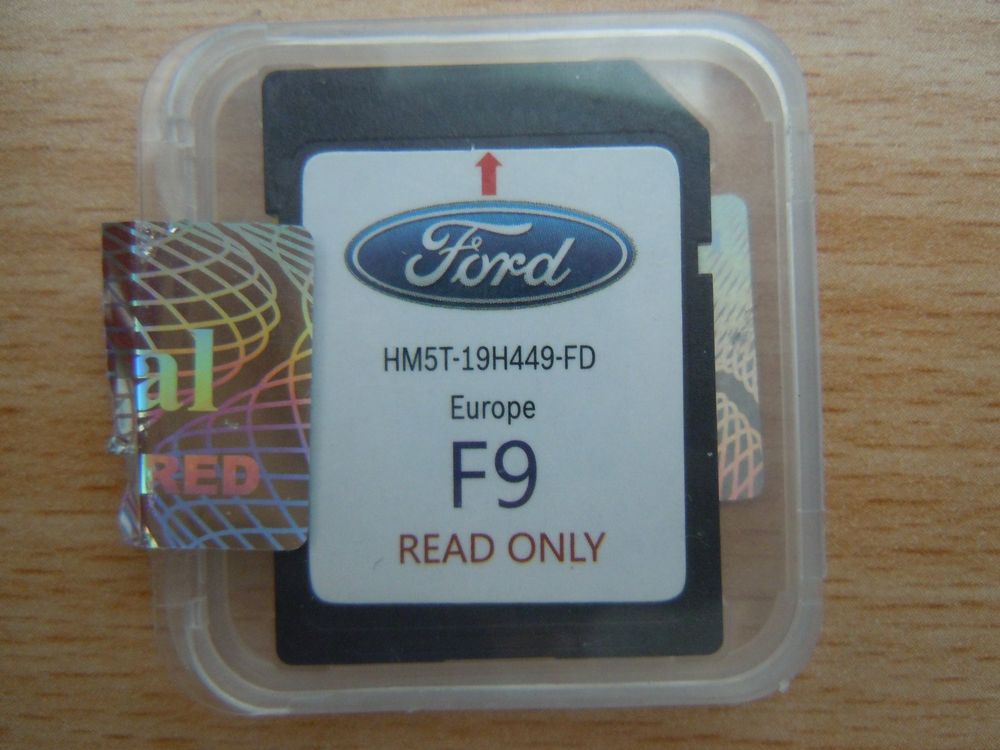 Ford
HM5T-19H449-FD
Europe
F9
READ ONLY
al
RED